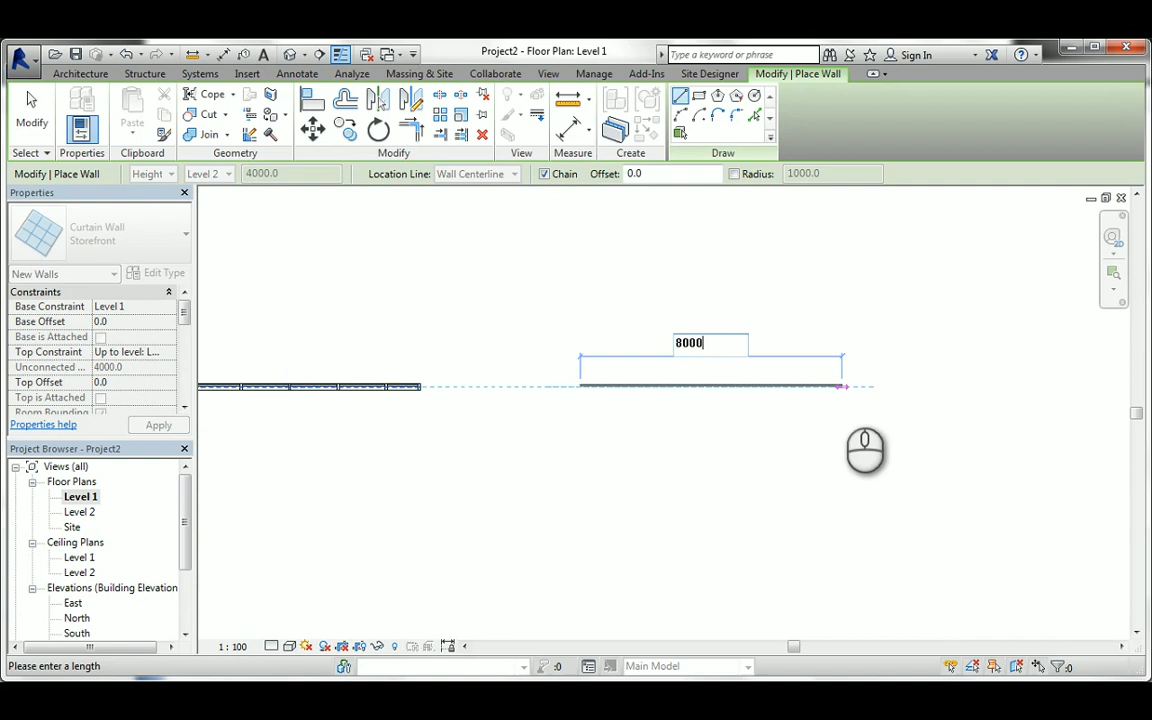 Project2 - Floor Plan: Level 1
Type a keyword or phrase
Sign In
Architecture Structure Systems Insert Annotate Analyze Massing & Site Collaborate View Manage Add-Ins Site Designer Modify | Place Wall
Modify
Paste
Cope
Cut
Join
Select Properties Clipboard Geometry Modify View Measure Create Draw
Modify | Place Wall Height Level 2 4000.0 Location Line: Wall Centerline Chain Offset: 0.0 Radius: 1000.0
Properties
Curtain Wall
Storefront
New Walls Edit Type
Constraints
Base Constraint Level 1
Base Offset 0.0
Base is Attached
Top Constraint Up to level: L...
Unconnected ... 4000.0
Top Offset 0.0
Top is Attached
Room Bounding
Properties help Apply
8000
2D
Project Browser - Project2
Views (all)
Floor Plans
Level 1
Level 2
Site
Ceiling Plans
Level 1
Level 2
Elevations (Building Elevation
East
North
South
1 : 100
Please enter a length
:0
Main Model
:0